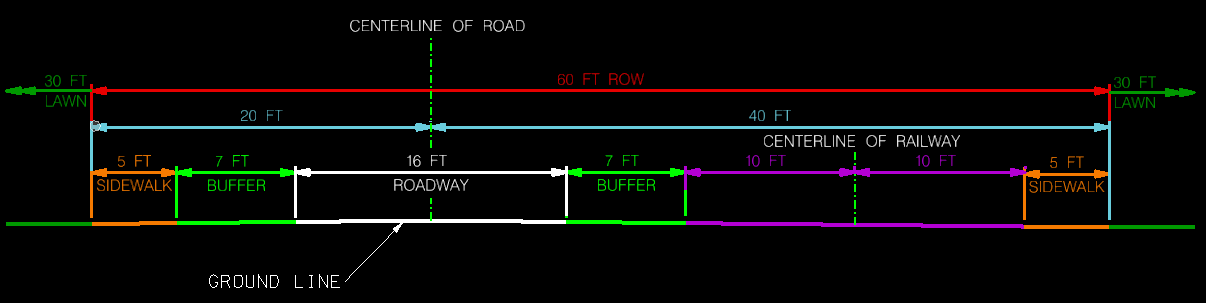 CENTERLINE OF ROAD
30 FT
LAWN
60 FT ROW
30 FT
LAWN
20 FT
40 FT
CENTERLINE OF RAILWAY
5 FT
SIDEWALK
7 FT
BUFFER
16 FT
ROADWAY
7 FT
BUFFER
10 FT
10 FT
5 FT
SIDEWALK
GROUND LINE